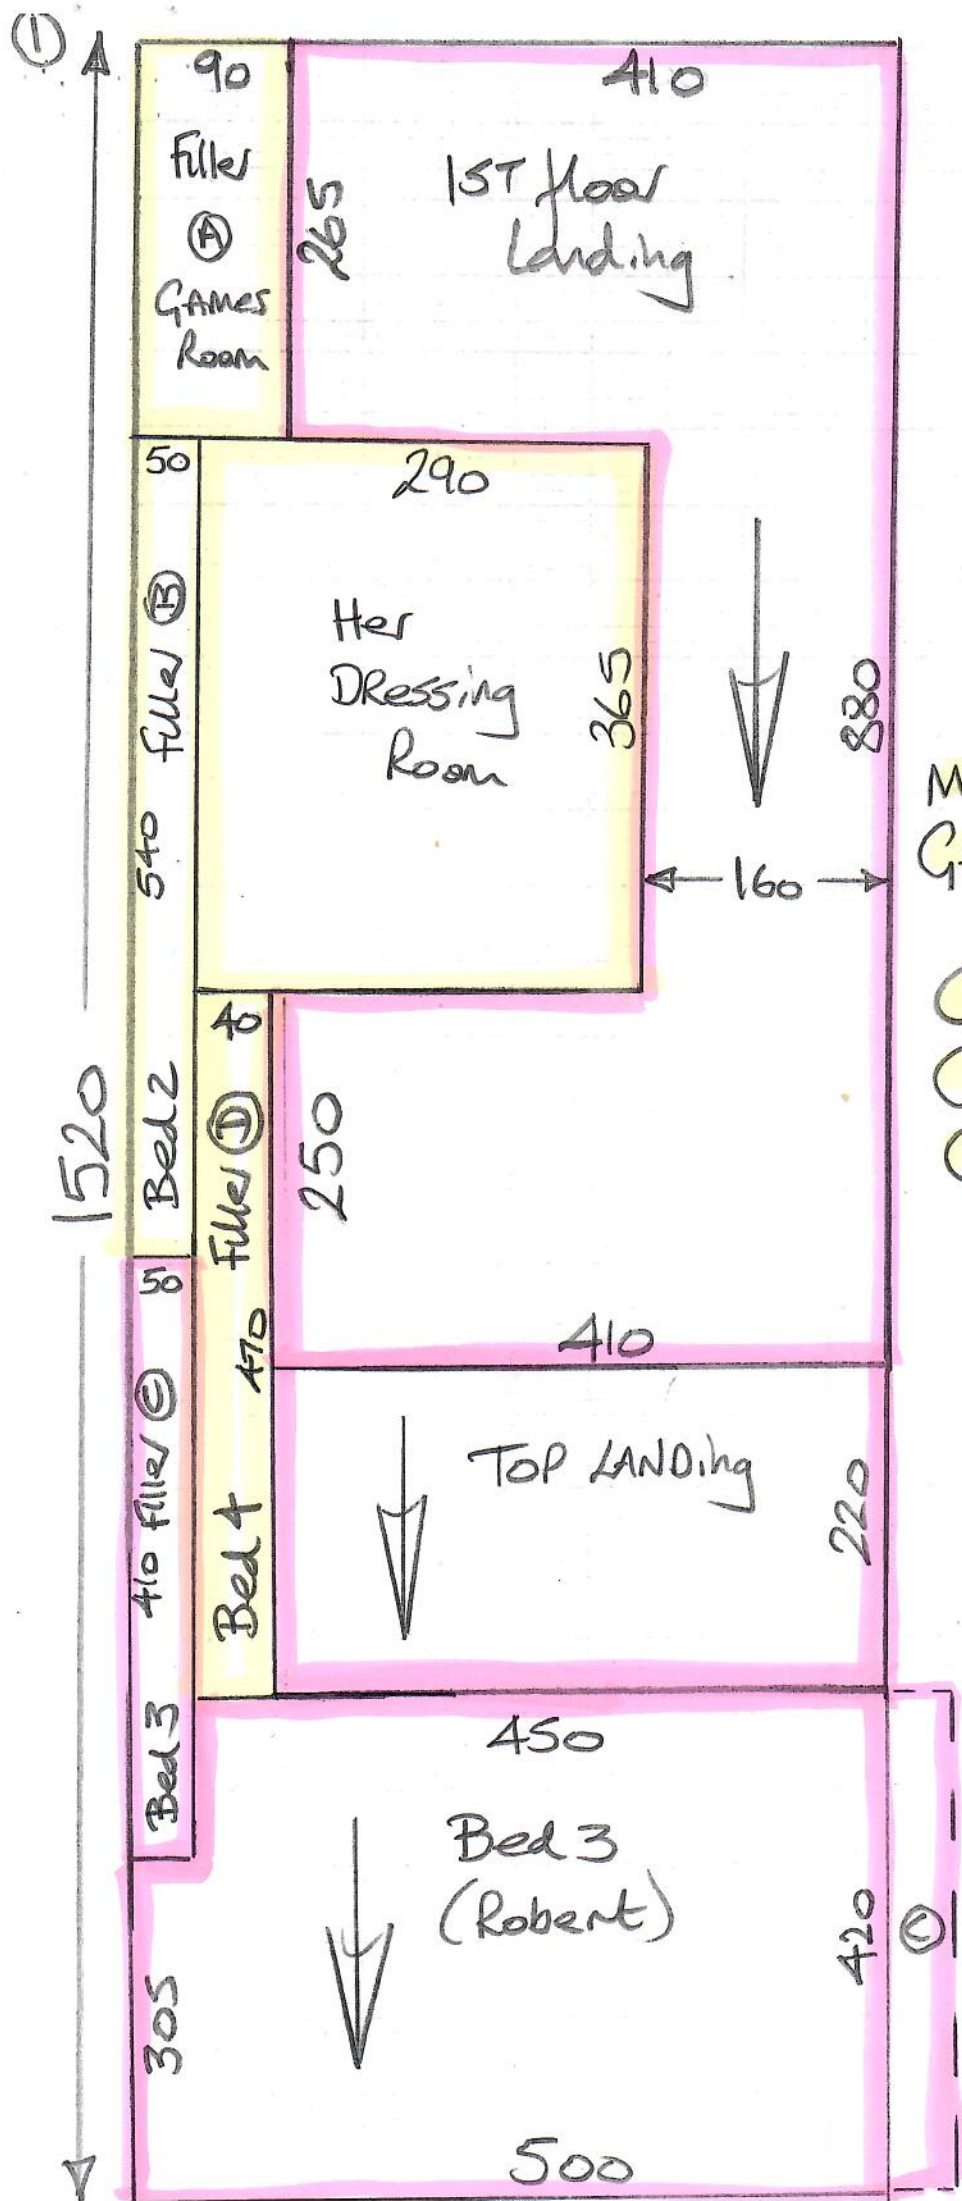 ①
90
410
Filler
Ⓐ
GAMES
Room
265
1ST floor
Landing
50
290
Filler Ⓑ
540
Bed 2
Her
DRessing
Room
365
880
160
M
G
1520
40
Filler Ⓓ
470
Bed 4
250
410
50
410 Filler Ⓒ
Bed 3
TOP LANDing
220
450
Bed 3
(Robert)
420
Ⓒ
305
500